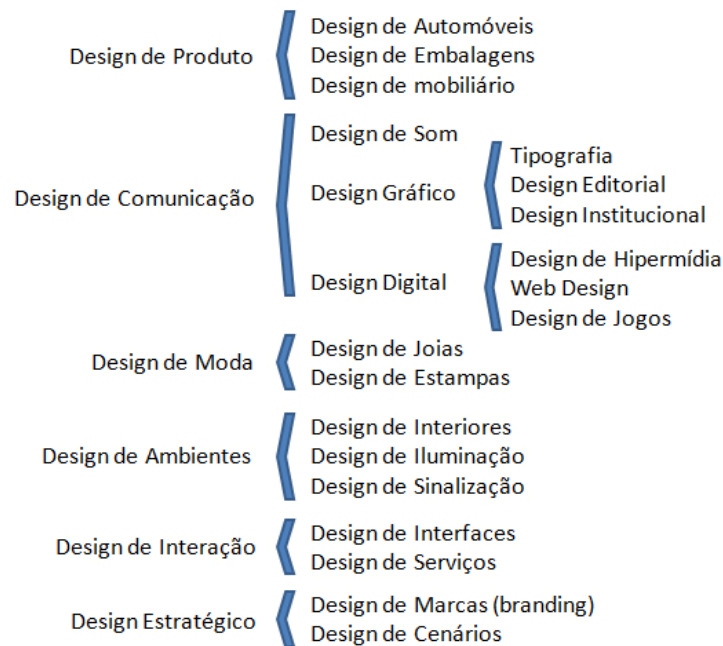 Design de Produto
Design de Automóveis
Design de Embalagens
Design de mobiliário
Design de Comunicação
Design de Som
Design Gráfico
Tipografia
Design Editorial
Design Institucional
Design Digital
Design de Hipermídia
Web Design
Design de Jogos
Design de Moda
Design de Joias
Design de Estampas
Design de Ambientes
Design de Interiores
Design de Iluminação
Design de Sinalização
Design de Interação
Design de Interfaces
Design de Serviços
Design Estratégico
Design de Marcas (branding)
Design de Cenários